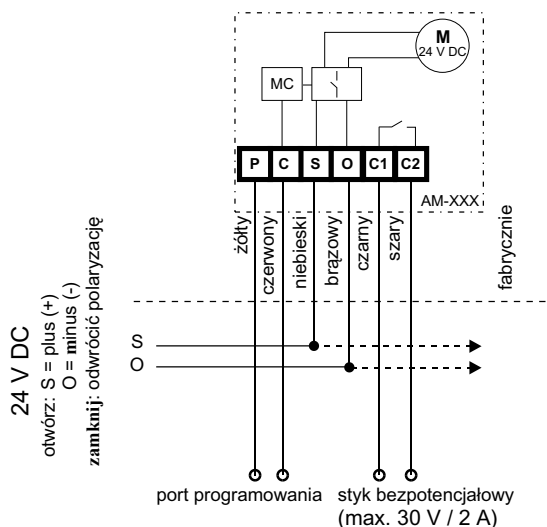 M
24 V DC
MC
P C S O C1 C2
AM-XXX
żółty
czerwony
niebieski
brązowy
czarny
szary
fabrycznie
24 V DC
otwórz: S = plus (+)
O = minus (-)
zamknij: odwrócić polaryzację
S
O
port programowania
styk bezpotencjałowy
(max. 30 V / 2 A)